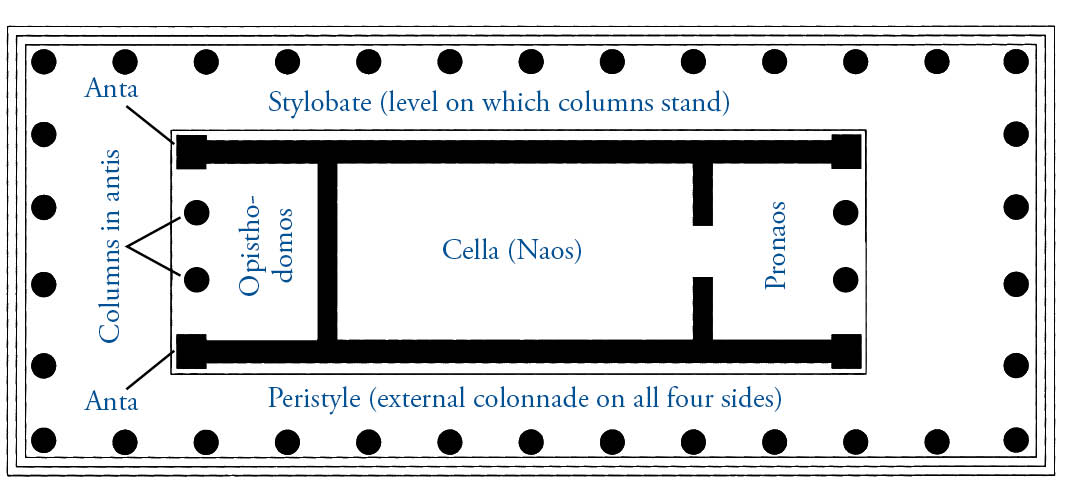 Anta
Stylobate (level on which columns stand)
Columns in antis
Opistho-
domos
Cella (Naos)
Pronaos
Anta
Peristyle (external colonnade on all four sides)